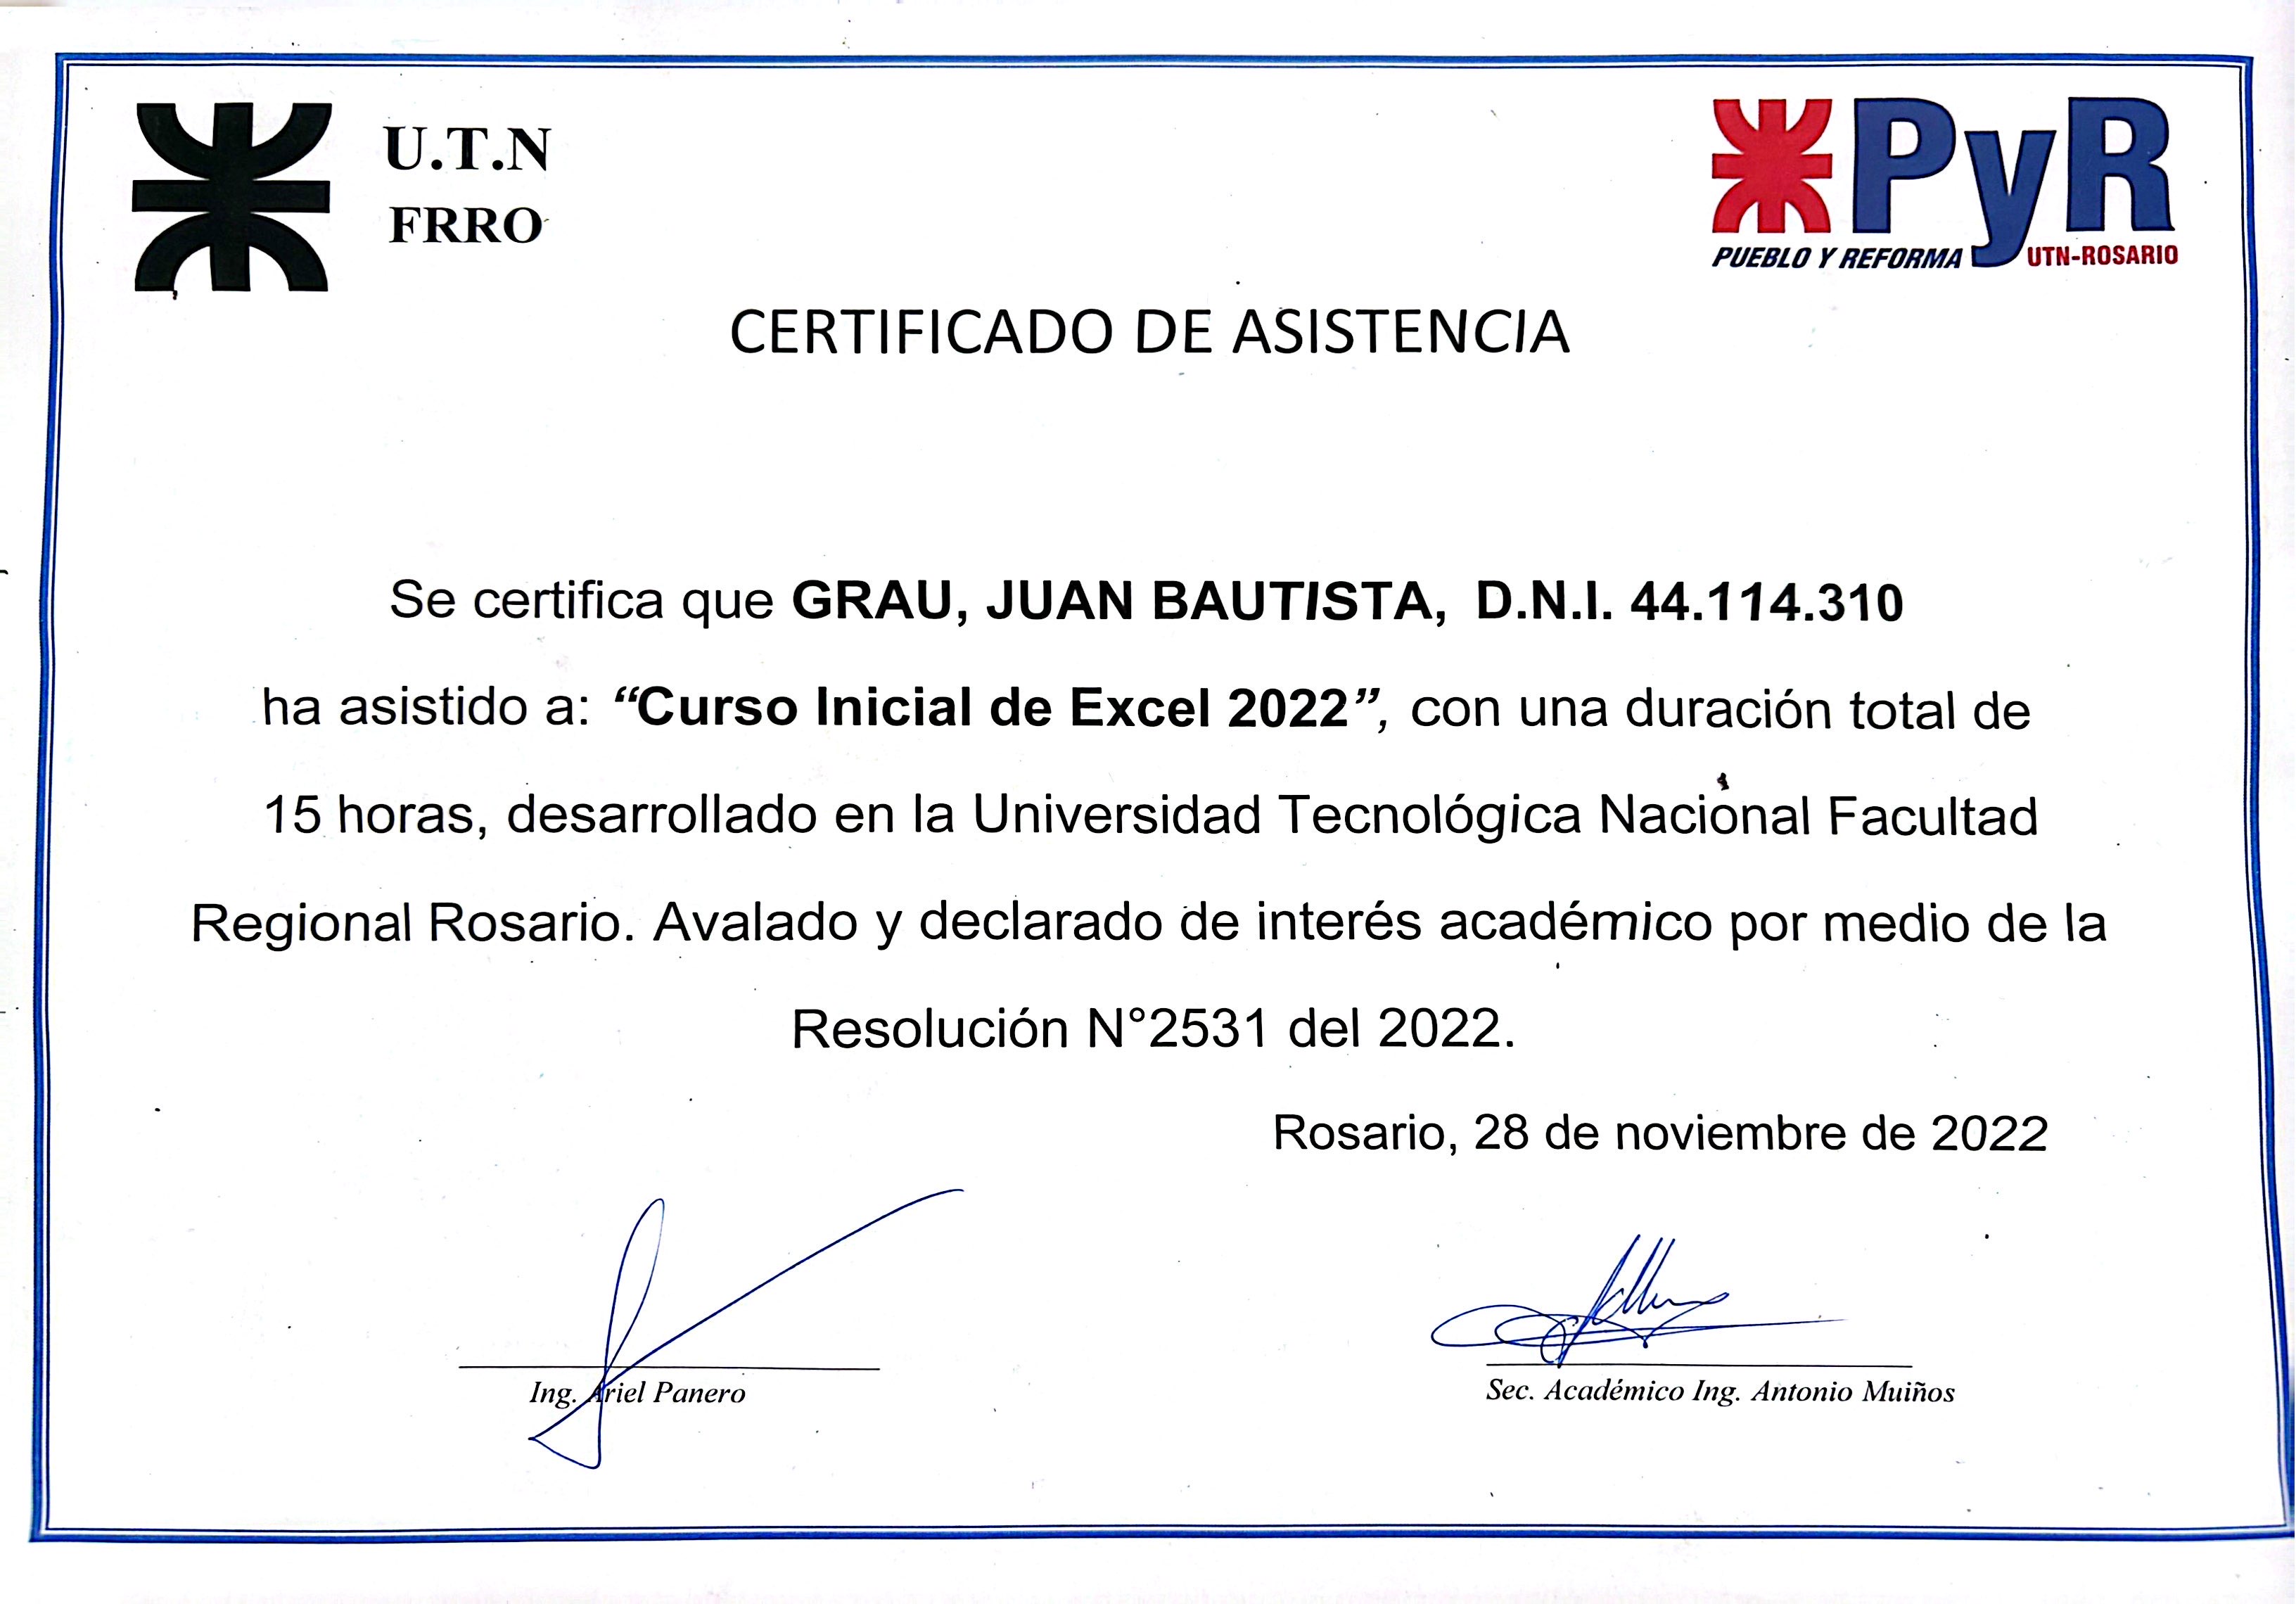 U.T.N
FRRO
PyR
PUEBLO Y REFORMA UTN-ROSARIO
CERTIFICADO DE ASISTENCIA
Se certifica que GRAU, JUAN BAUTISTA, D.N.I. 44.114.310
ha asistido a: “Curso Inicial de Excel 2022”, con una duración total de
15 horas, desarrollado en la Universidad Tecnológica Nacional Facultad
Regional Rosario. Avalado y declarado de interés académico por medio de la
Resolución N°2531 del 2022.
Rosario, 28 de noviembre de 2022
Ing. Ariel Panero
Sec. Académico Ing. Antonio Muiños